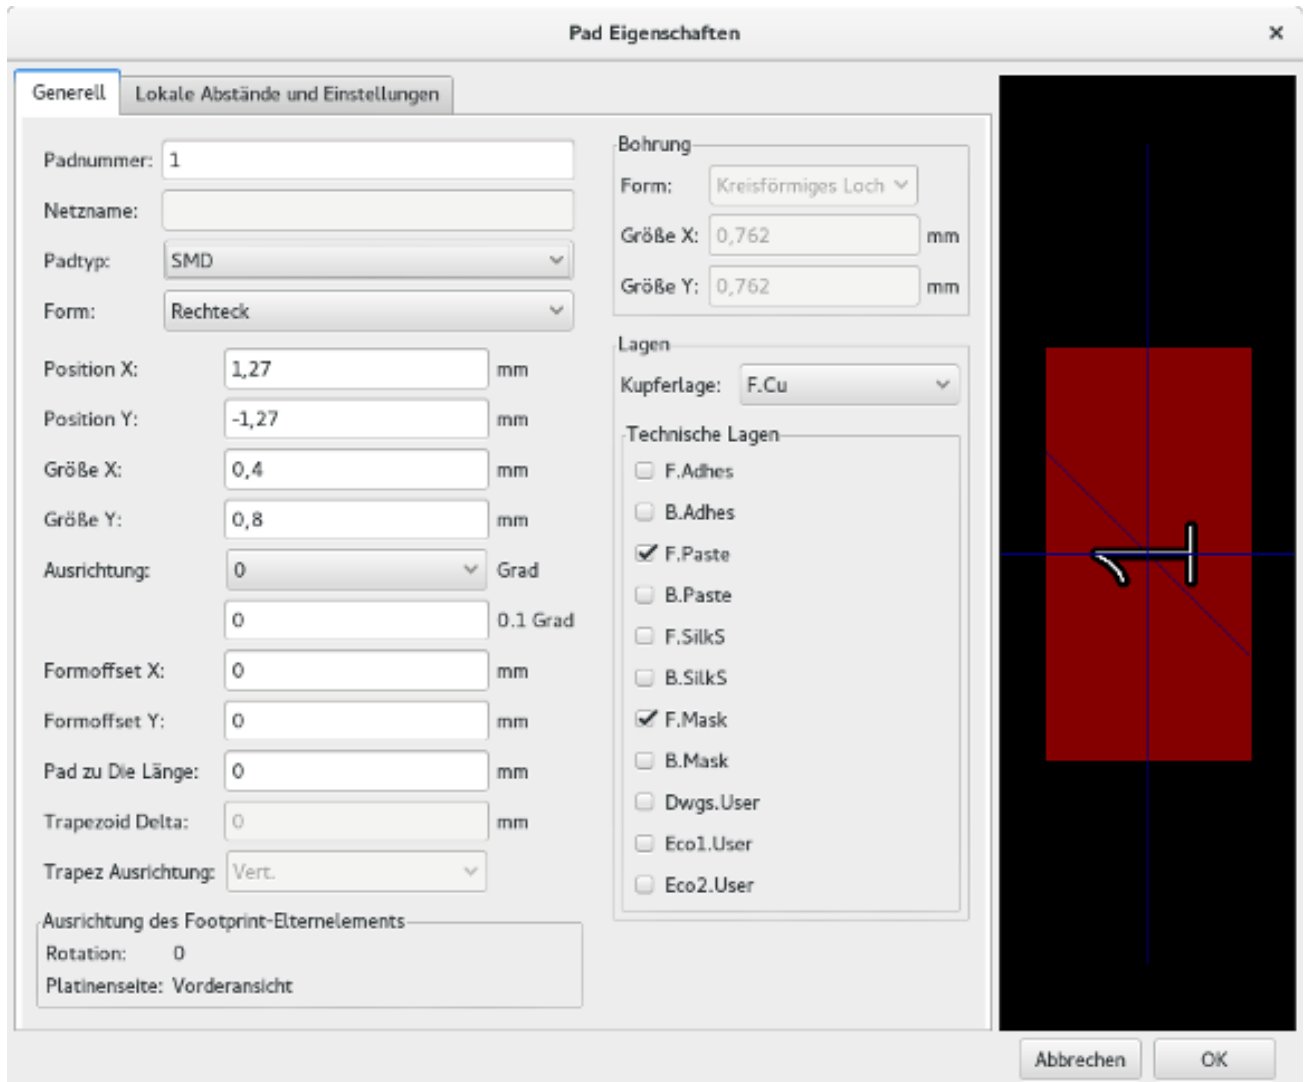 Pad Eigenschaften
Generell
Lokale Abstände und Einstellungen
Padnummer: 1
Netzname:
Padtyp: SMD
Form: Rechteck
Position X: 1,27 mm
Position Y: -1,27 mm
Größe X: 0,4 mm
Größe Y: 0,8 mm
Ausrichtung: 0 Grad
0 0.1 Grad
Formoffset X: 0 mm
Formoffset Y: 0 mm
Pad zu Die Länge: 0 mm
Trapezoid Delta: 0 mm
Trapez Ausrichtung: Vert.
Ausrichtung des Footprint-Elternelements
Rotation: 0
Platinenseite: Vorderansicht
Bohrung
Form: Kreisförmiges Loch
Größe X: 0,762 mm
Größe Y: 0,762 mm
Lagen
Kupferlage: F.Cu
Technische Lagen
F.Adhes
B.Adhes
F.Paste
B.Paste
F.SilkS
B.SilkS
F.Mask
B.Mask
Dwgs.User
Eco1.User
Eco2.User
1
Abbrechen
OK